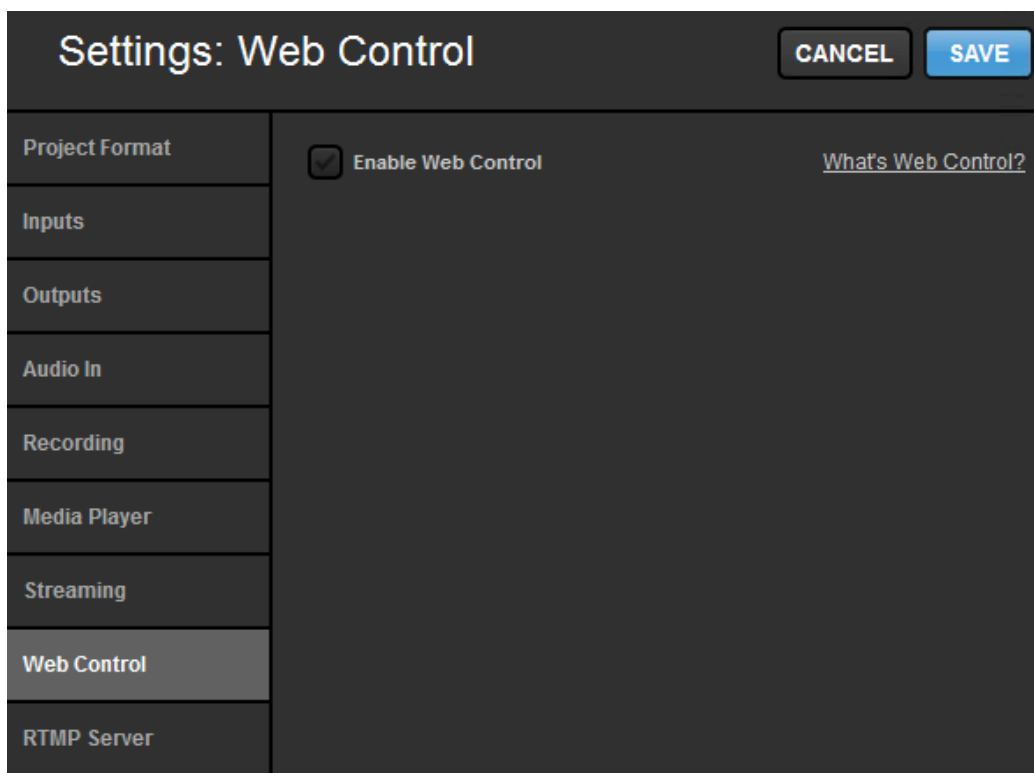 Settings: Web Control
CANCEL
SAVE
Project Format
Inputs
Outputs
Audio In
Recording
Media Player
Streaming
Web Control
RTMP Server
Enable Web Control
What's Web Control?